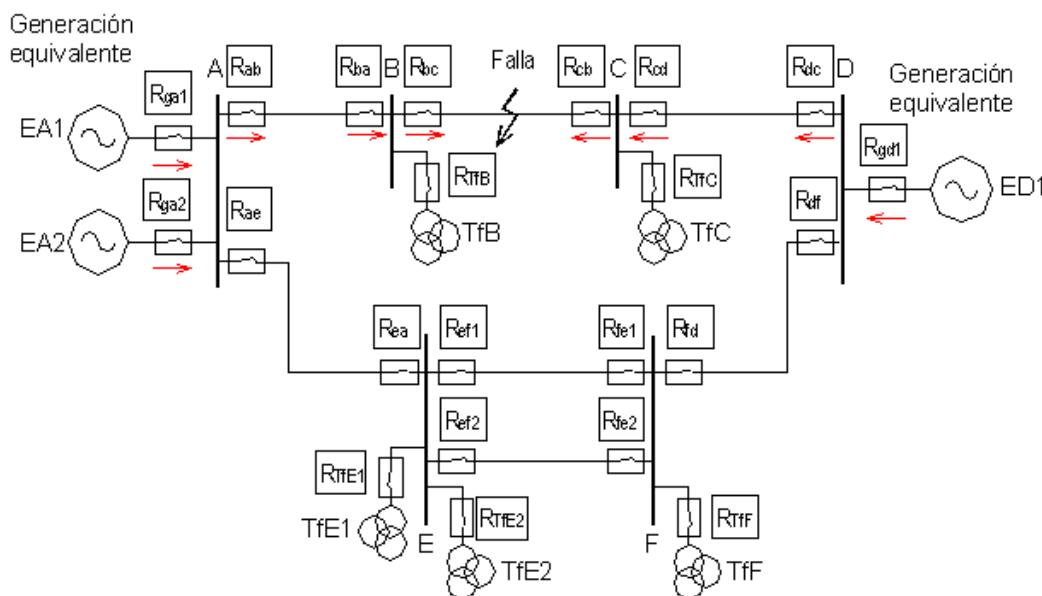 Generación
equivalente
A
Rab
Rba
B
Rbc
Falla
Rcb
C
Rcd
Rdc
D
Generación
equivalente
Rga1
EA1
Rgd1
ED1
Rga2
EA2
Rae
RTfB
TfB
RTfC
TfC
Rdf
Rea
Ref1
Rfe1
Rfd
Ref2
Rfe2
RTfE1
TfE1
RTfE2
TfE2
E
F
RTfF
TfF